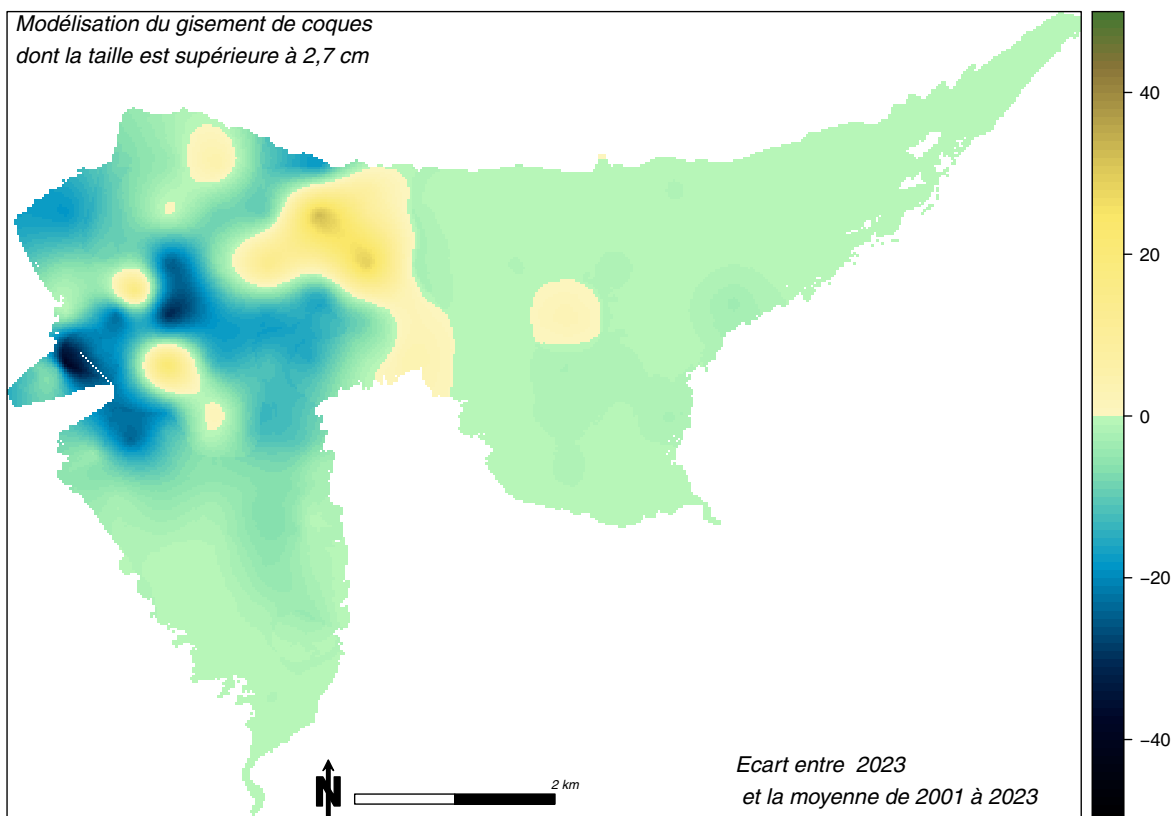 Modélisation du gisement de coques
dont la taille est supérieure à 2,7 cm
40
20
0
−20
−40
N
2 km
Ecart entre 2023
et la moyenne de 2001 à 2023